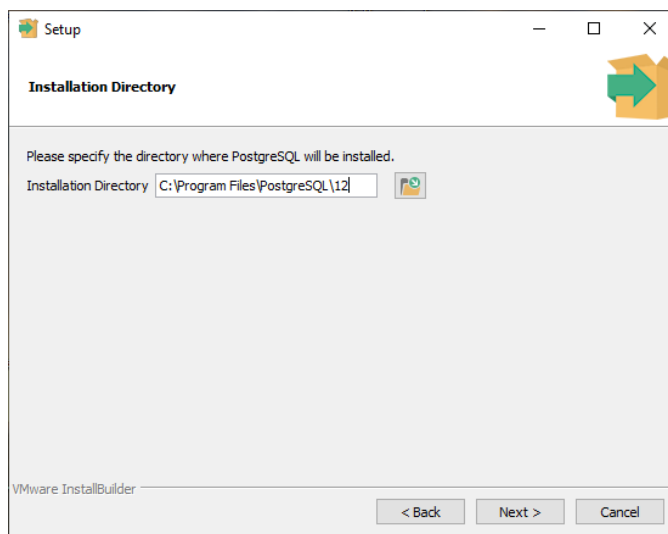 Setup
Installation Directory
Please specify the directory where PostgreSQL will be installed.
Installation Directory C:\Program Files\PostgreSQL\12
VMware InstallBuilder
< Back Next > Cancel